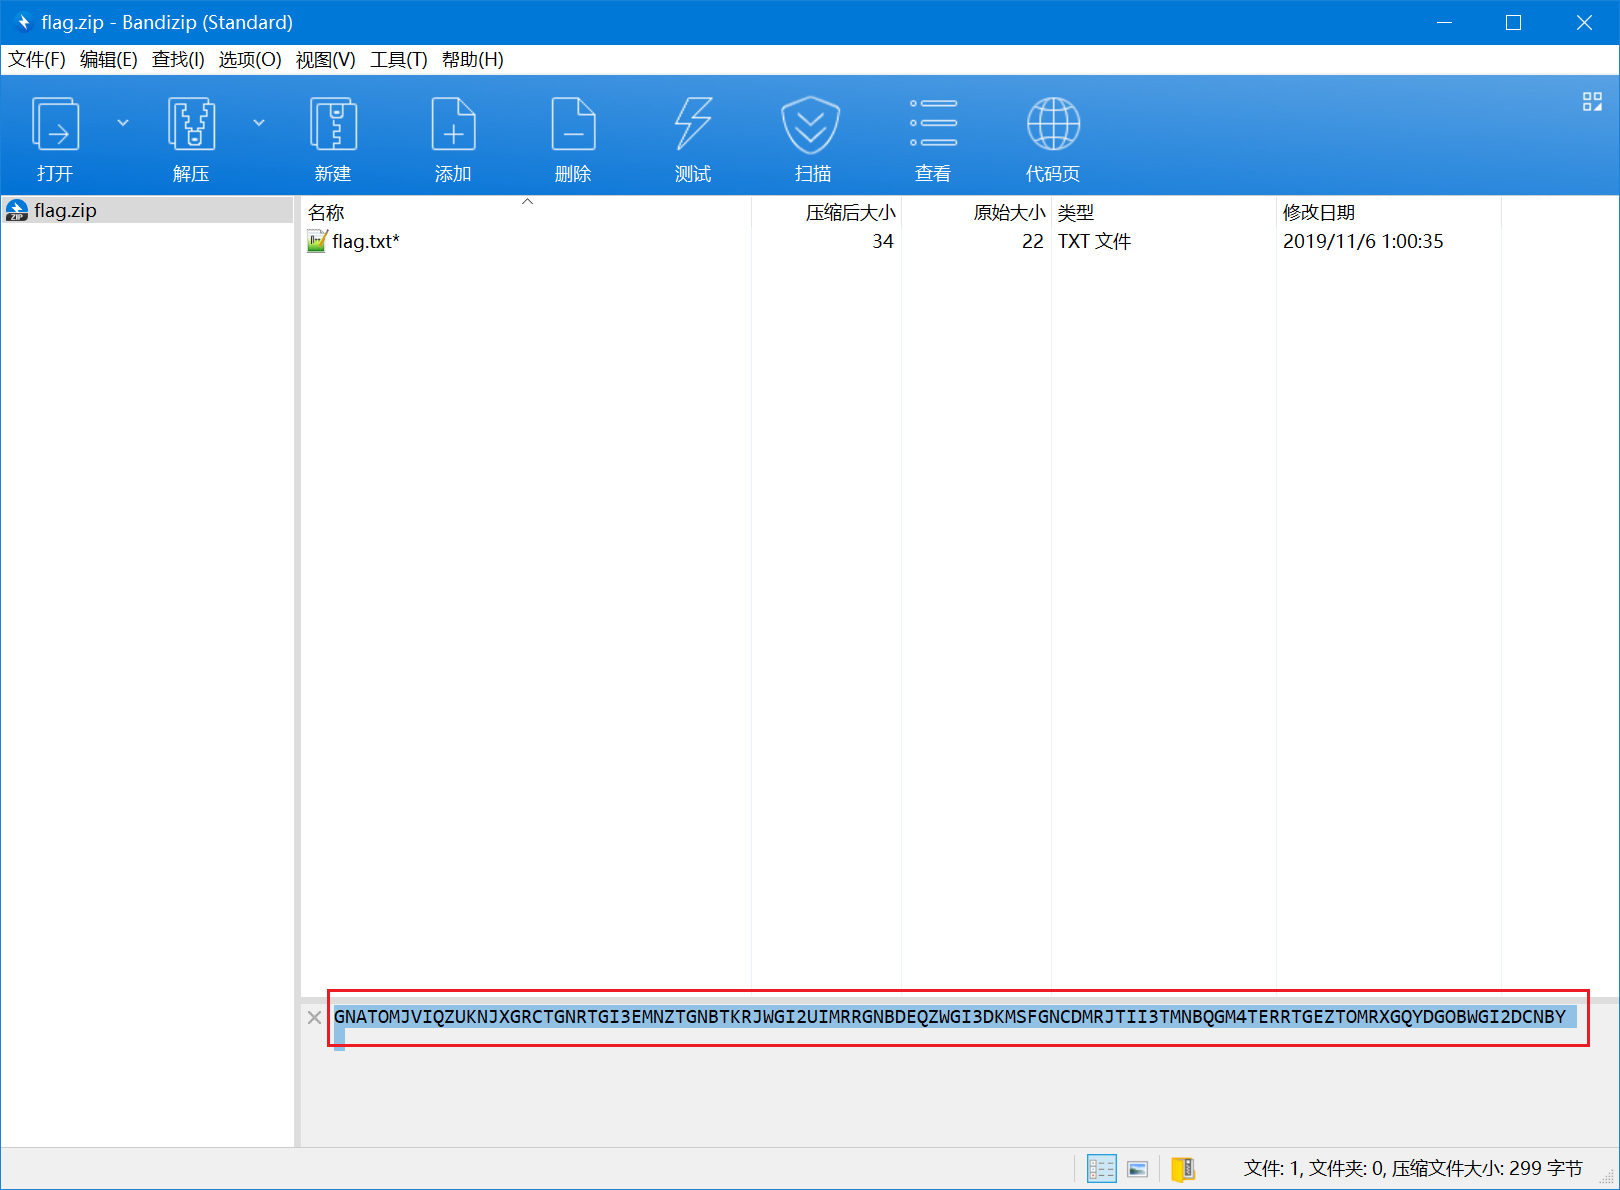 flag.zip - Bandizip (Standard)
文件(F) 编辑(E) 查找(I) 选项(O) 视图(V) 工具(T) 帮助(H)
打开 解压 新建 添加 删除 测试 扫描 查看 代码页
flag.zip
名称 压缩后大小 原始大小 类型 修改日期
flag.txt* 34 22 TXT 文件 2019/11/6 1:00:35
GNATOMJVIQZUKNJXGRCTGNRTGI3EMNZTGNBTKRJWGI2UIMRRGNBDEQZWGI3DKMSFGNCDMRJTII3TMNBQGM4TERRTGEZTOMRXGQYDGOBWGI2DCNBY
文件: 1, 文件夹: 0, 压缩文件大小: 299 字节